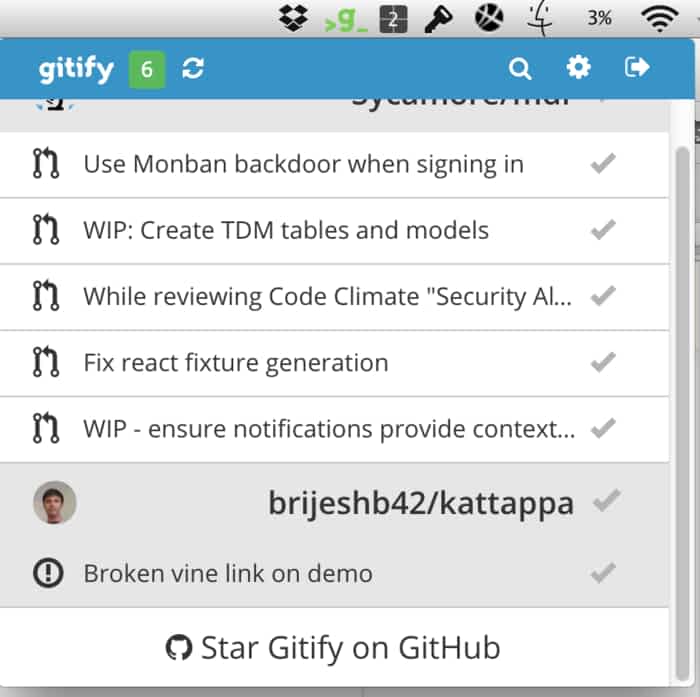 >g_ 2 3%
gitify 6
Use Monban backdoor when signing in
WIP: Create TDM tables and models
While reviewing Code Climate "Security Al...
Fix react fixture generation
WIP - ensure notifications provide context...
brijeshb42/kattappa
Broken vine link on demo
Star Gitify on GitHub